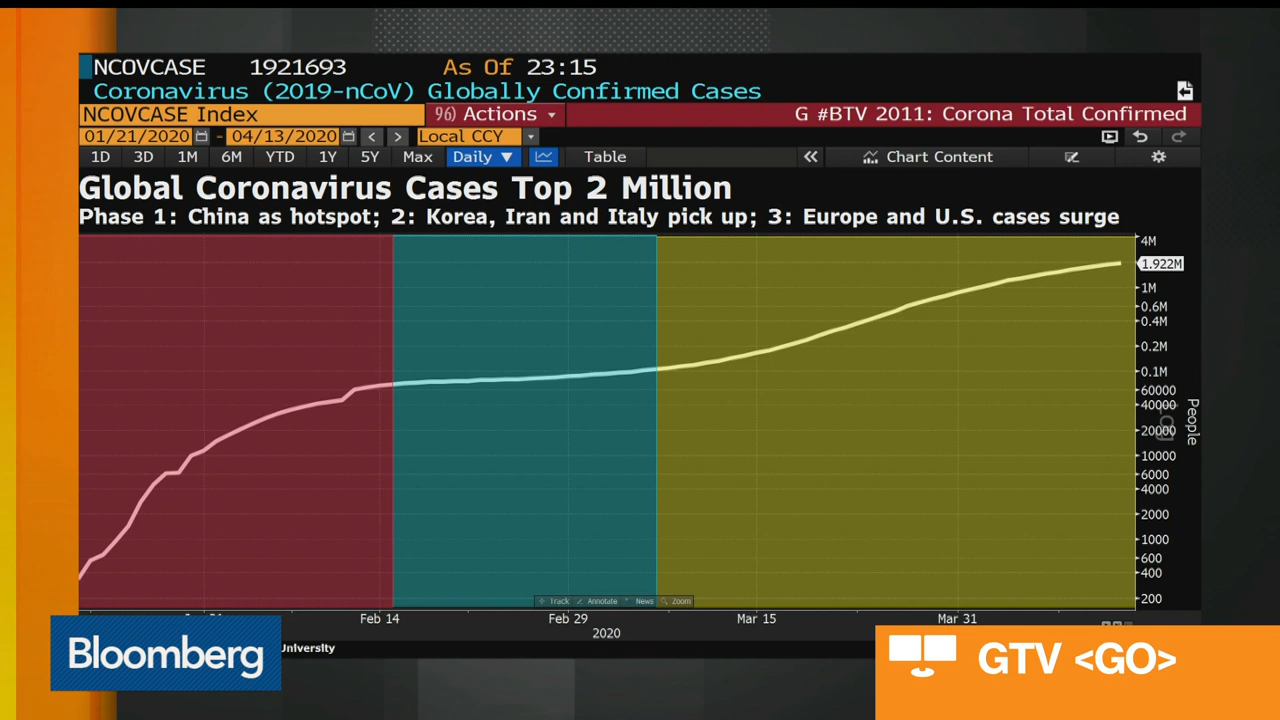 NCOVCASE 1921693 As Of 23:15
Coronavirus (2019-nCoV) Globally Confirmed Cases
NCOVCASE Index 96) Actions G #BTV 2011: Corona Total Confirmed
01/21/2020 - 04/13/2020 < > Local CCY
1D 3D 1M 6M YTD 1Y 5Y Max Daily ▼ Table « Chart Content
Global Coronavirus Cases Top 2 Million
Phase 1: China as hotspot; 2: Korea, Iran and Italy pick up; 3: Europe and U.S. cases surge
4M
1.922M
1M
0.6M
0.4M
0.2M
0.1M
60000
40000
20000
10000
6000
4000
2000
1000
600
400
200
People
Track Annotate News Zoom
Feb 14 Feb 29 Mar 15 Mar 31
2020
University
Bloomberg
GTV <GO>